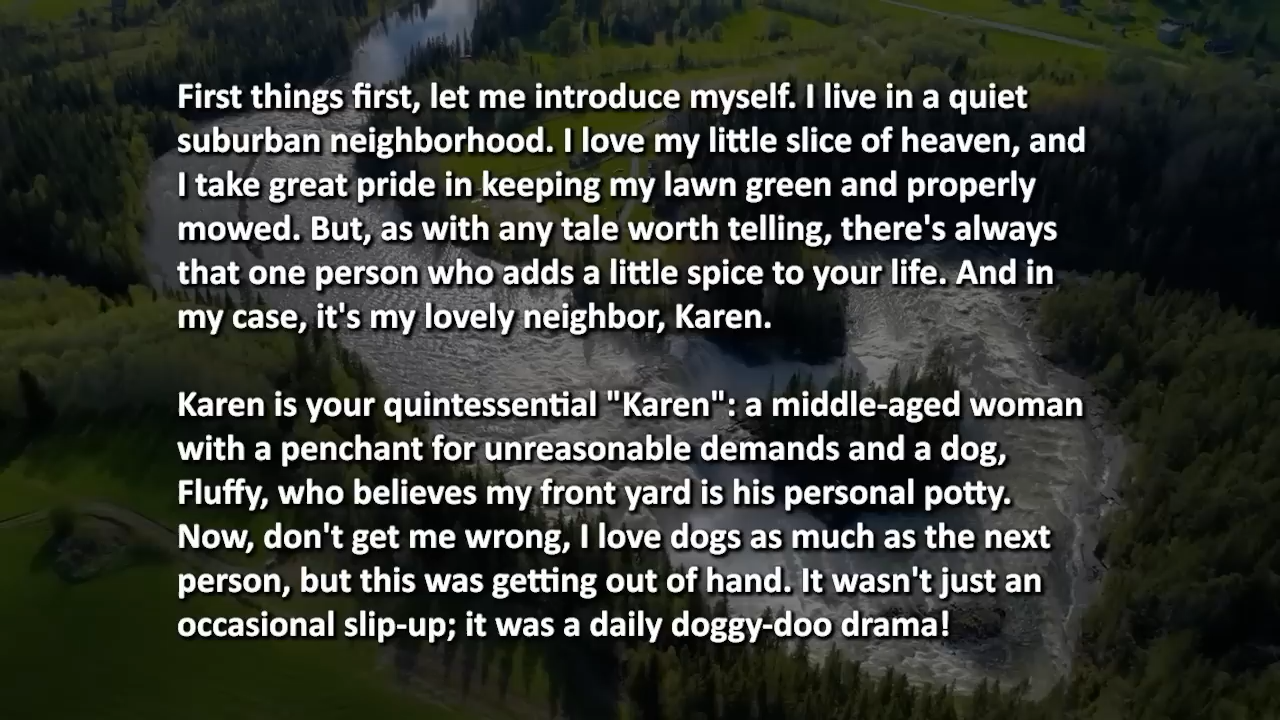 First things first, let me introduce myself. I live in a quiet
suburban neighborhood. I love my little slice of heaven, and
I take great pride in keeping my lawn green and properly
mowed. But, as with any tale worth telling, there's always
that one person who adds a little spice to your life. And in
my case, it's my lovely neighbor, Karen.
Karen is your quintessential "Karen": a middle-aged woman
with a penchant for unreasonable demands and a dog,
Fluffy, who believes my front yard is his personal potty.
Now, don't get me wrong, I love dogs as much as the next
person, but this was getting out of hand. It wasn't just an
occasional slip-up; it was a daily doggy-doo drama!